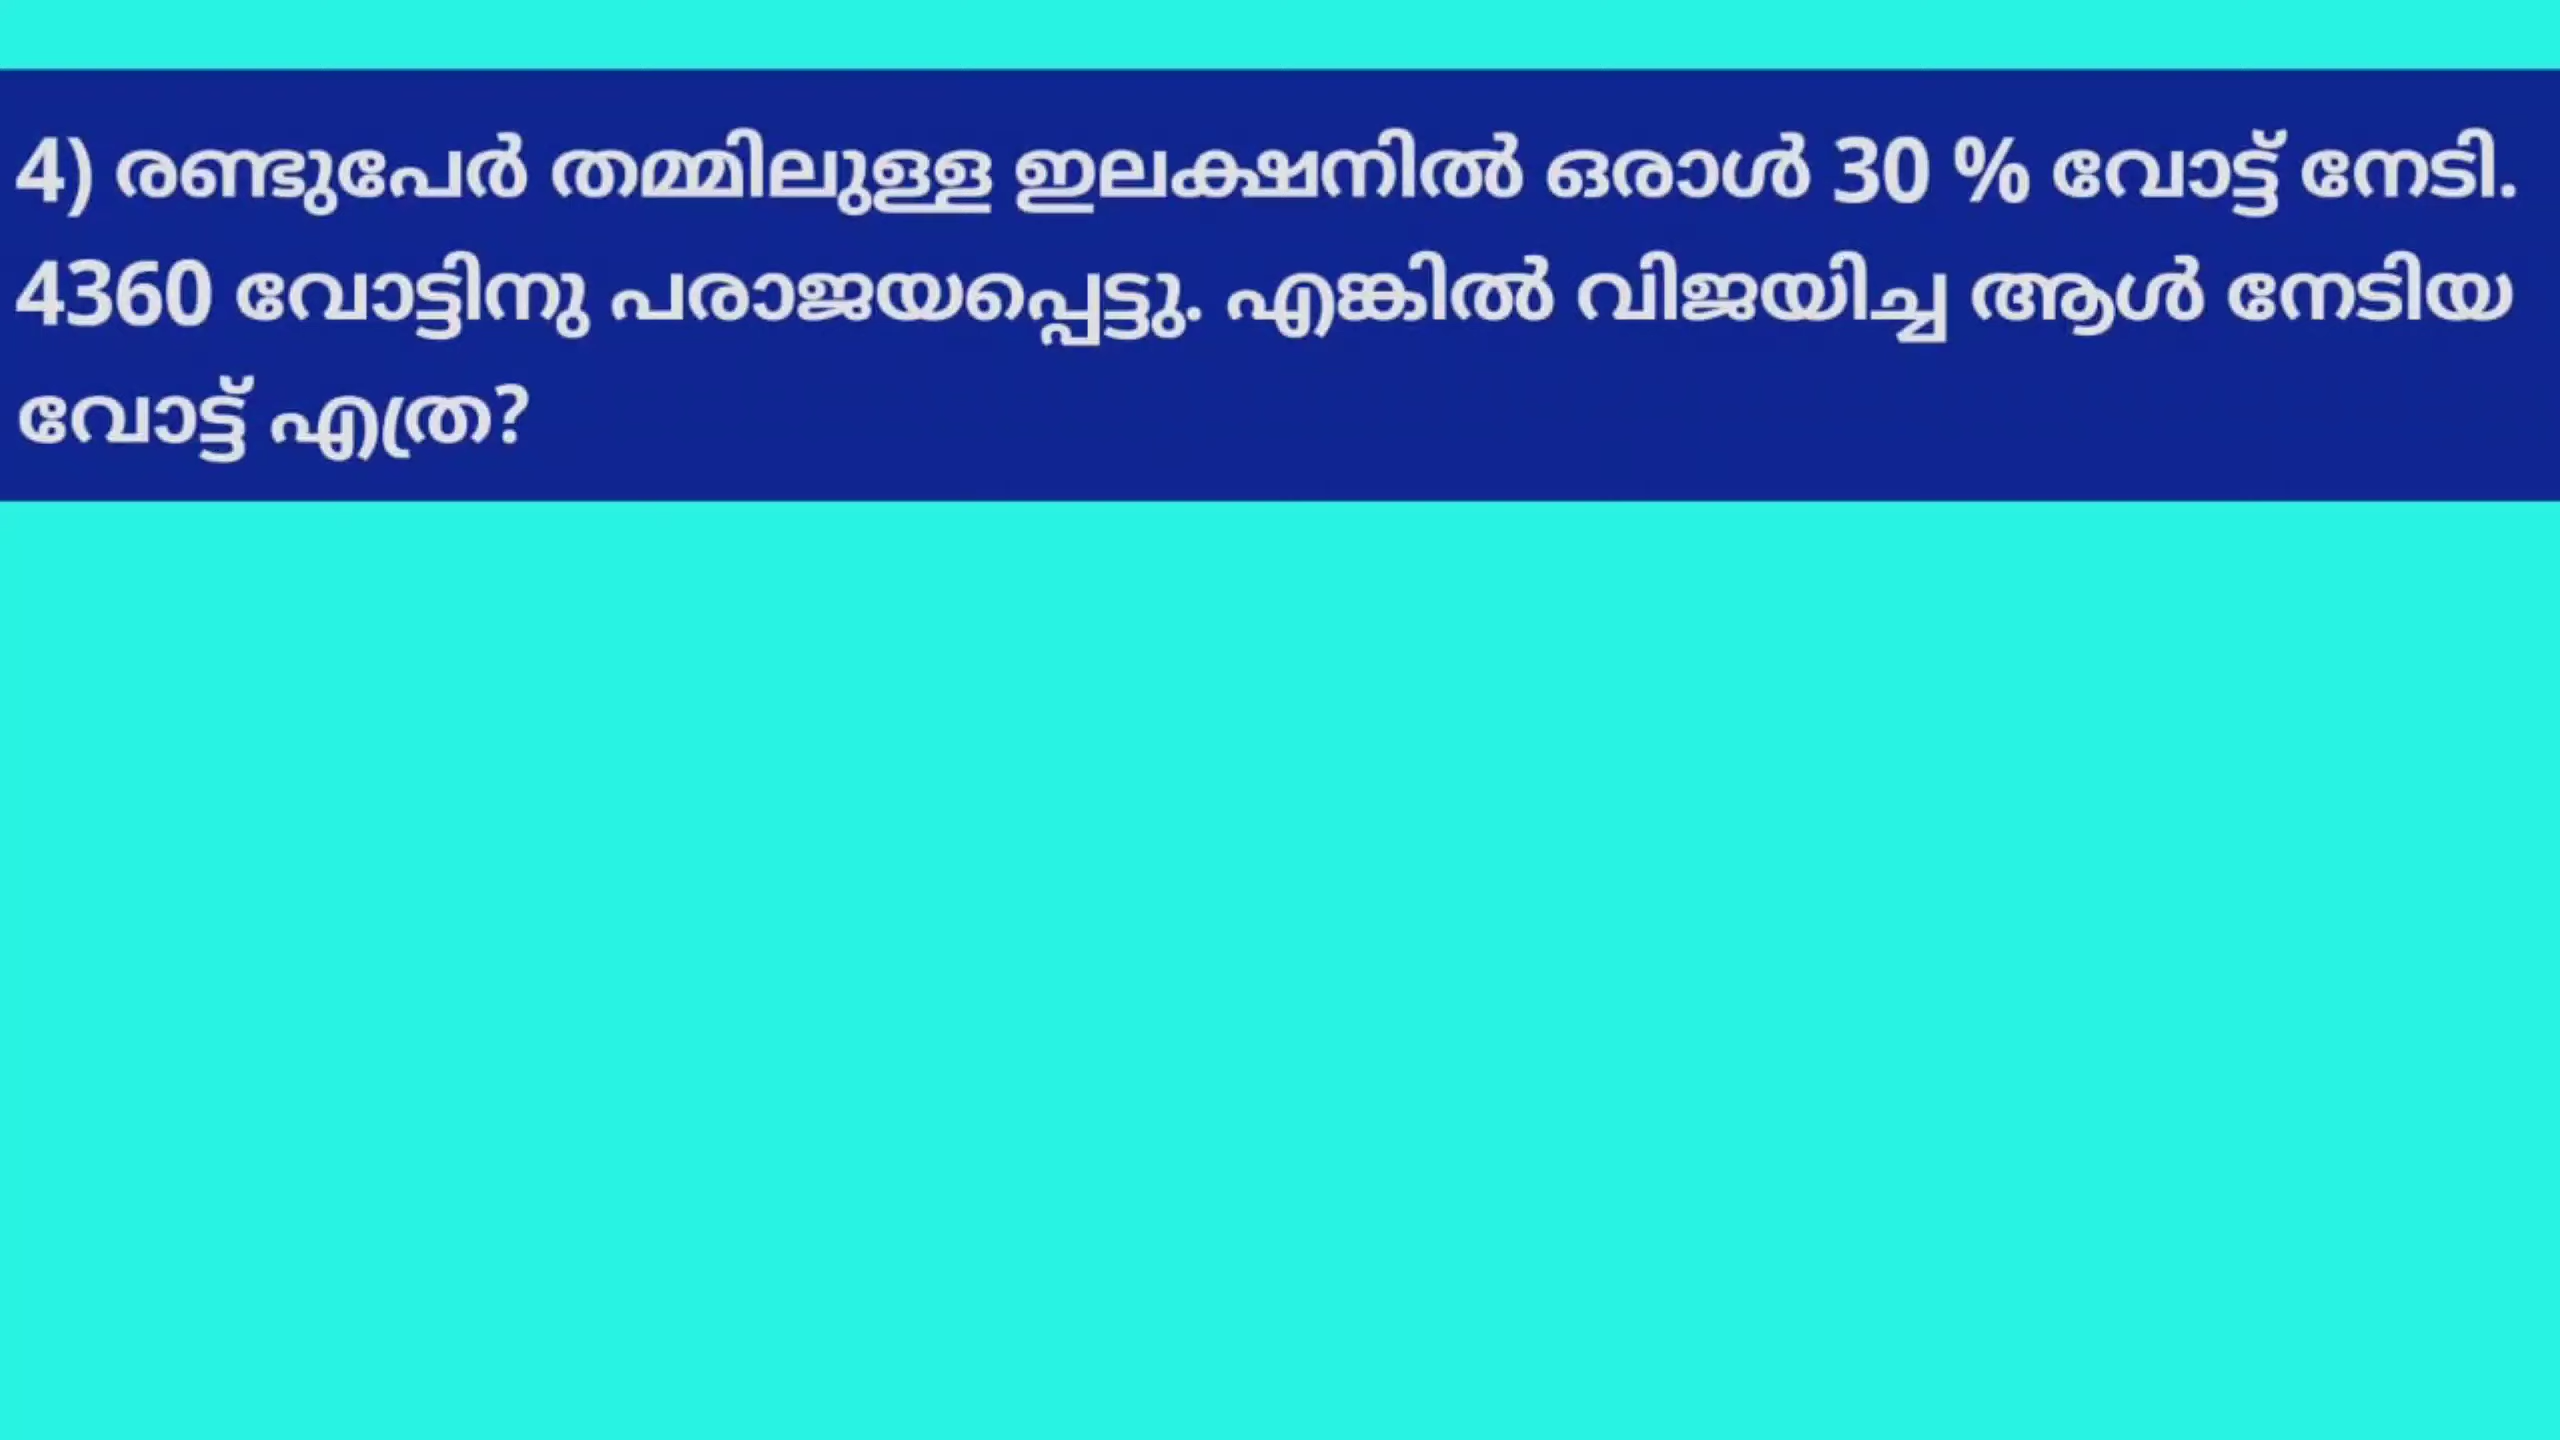 4) രണ്ടുപേർ തമ്മിലുള്ള ഇലക്ഷനിൽ ഒരാൾ 30 % വോട്ട് നേടി.
4360 വോട്ടിനു പരാജയപ്പെട്ടു. എങ്കിൽ വിജയിച്ച ആൾ നേടിയ
വോട്ട് എത്ര?